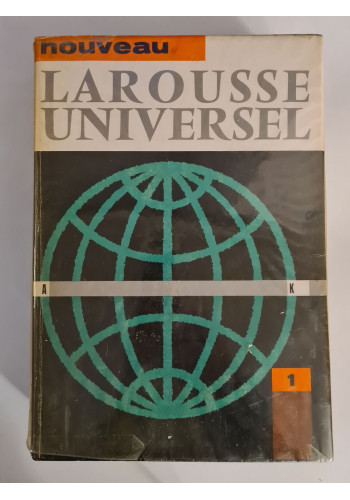 nouveau
LAROUSSE
UNIVERSEL
A K
1